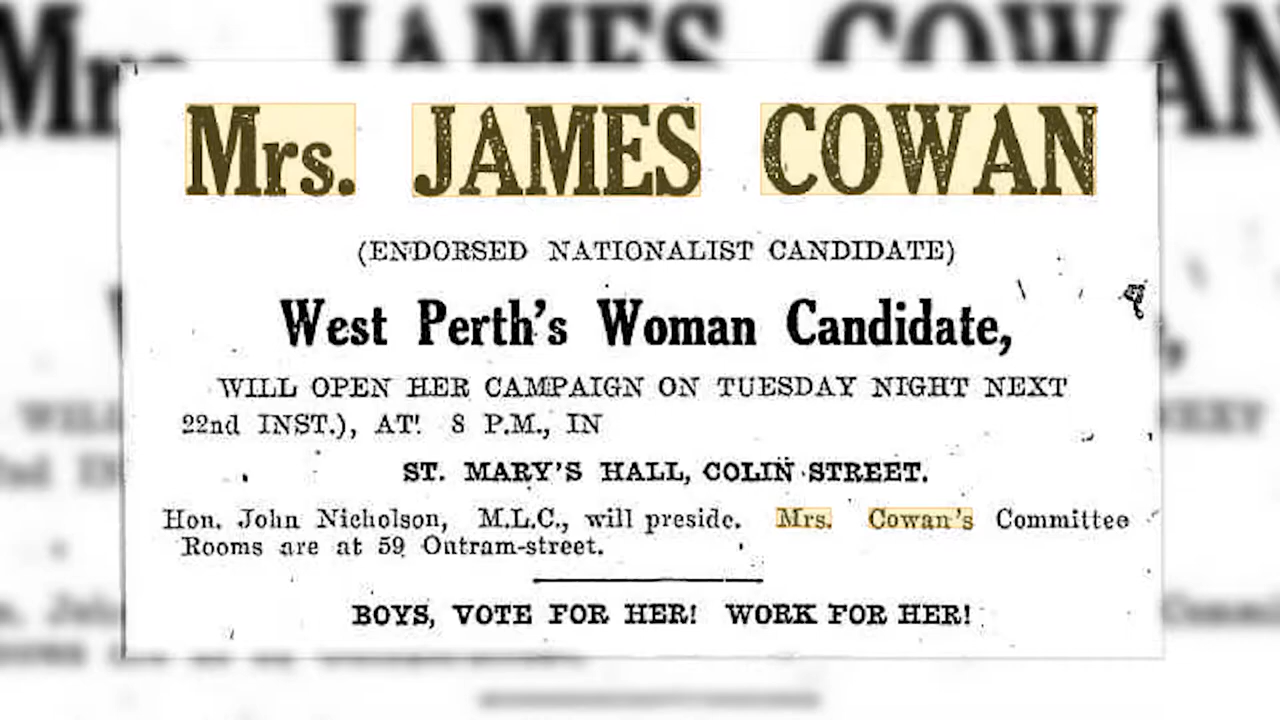 Mrs. JAMES COWAN
(ENDORSED NATIONALIST CANDIDATE)
West Perth's Woman Candidate,
WILL OPEN HER CAMPAIGN ON TUESDAY NIGHT NEXT
22nd INST.), AT 8 P.M., IN
ST. MARY'S HALL, COLIN STREET.
Hon. John Nicholson, M.L.C., will preside. Mrs. Cowan's Committee
Rooms are at 59 Outram-street.
BOYS, VOTE FOR HER! WORK FOR HER!